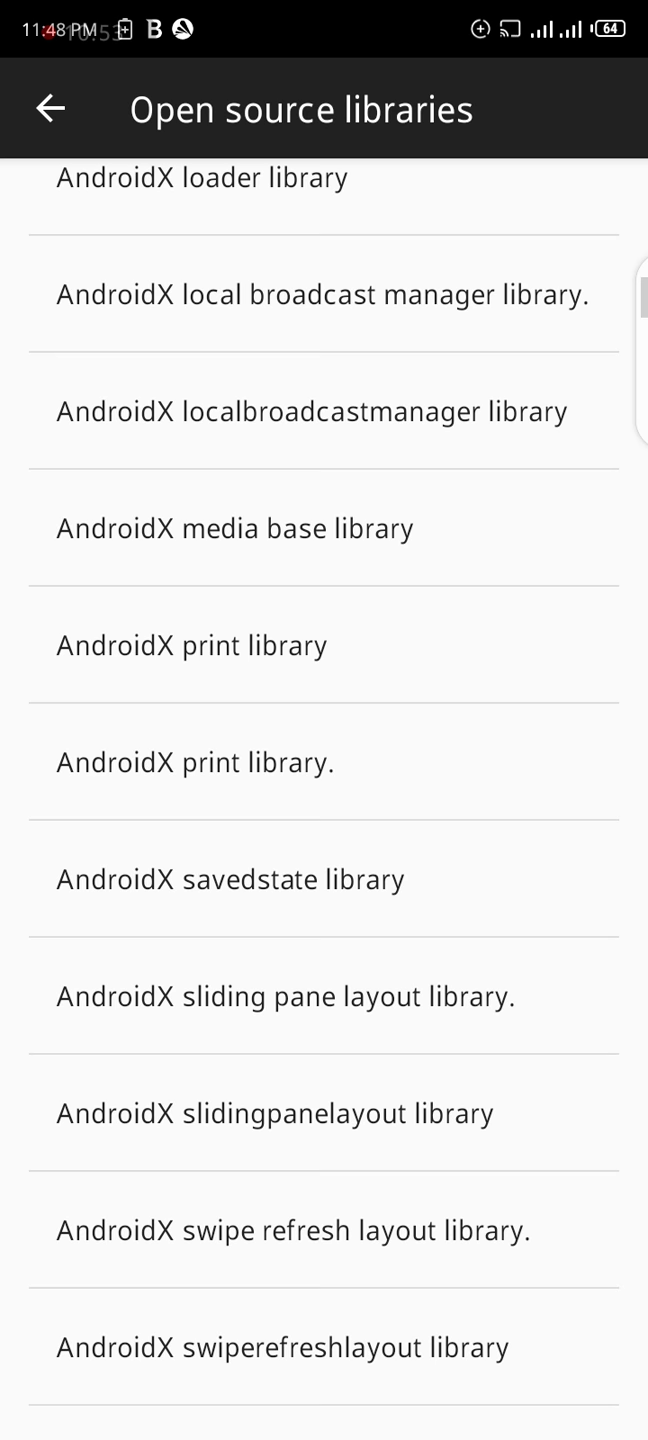 11:48 PM
64
Open source libraries
AndroidX loader library
AndroidX local broadcast manager library.
AndroidX localbroadcastmanager library
AndroidX media base library
AndroidX print library
AndroidX print library.
AndroidX savedstate library
AndroidX sliding pane layout library.
AndroidX slidingpanelayout library
AndroidX swipe refresh layout library.
AndroidX swiperefreshlayout library